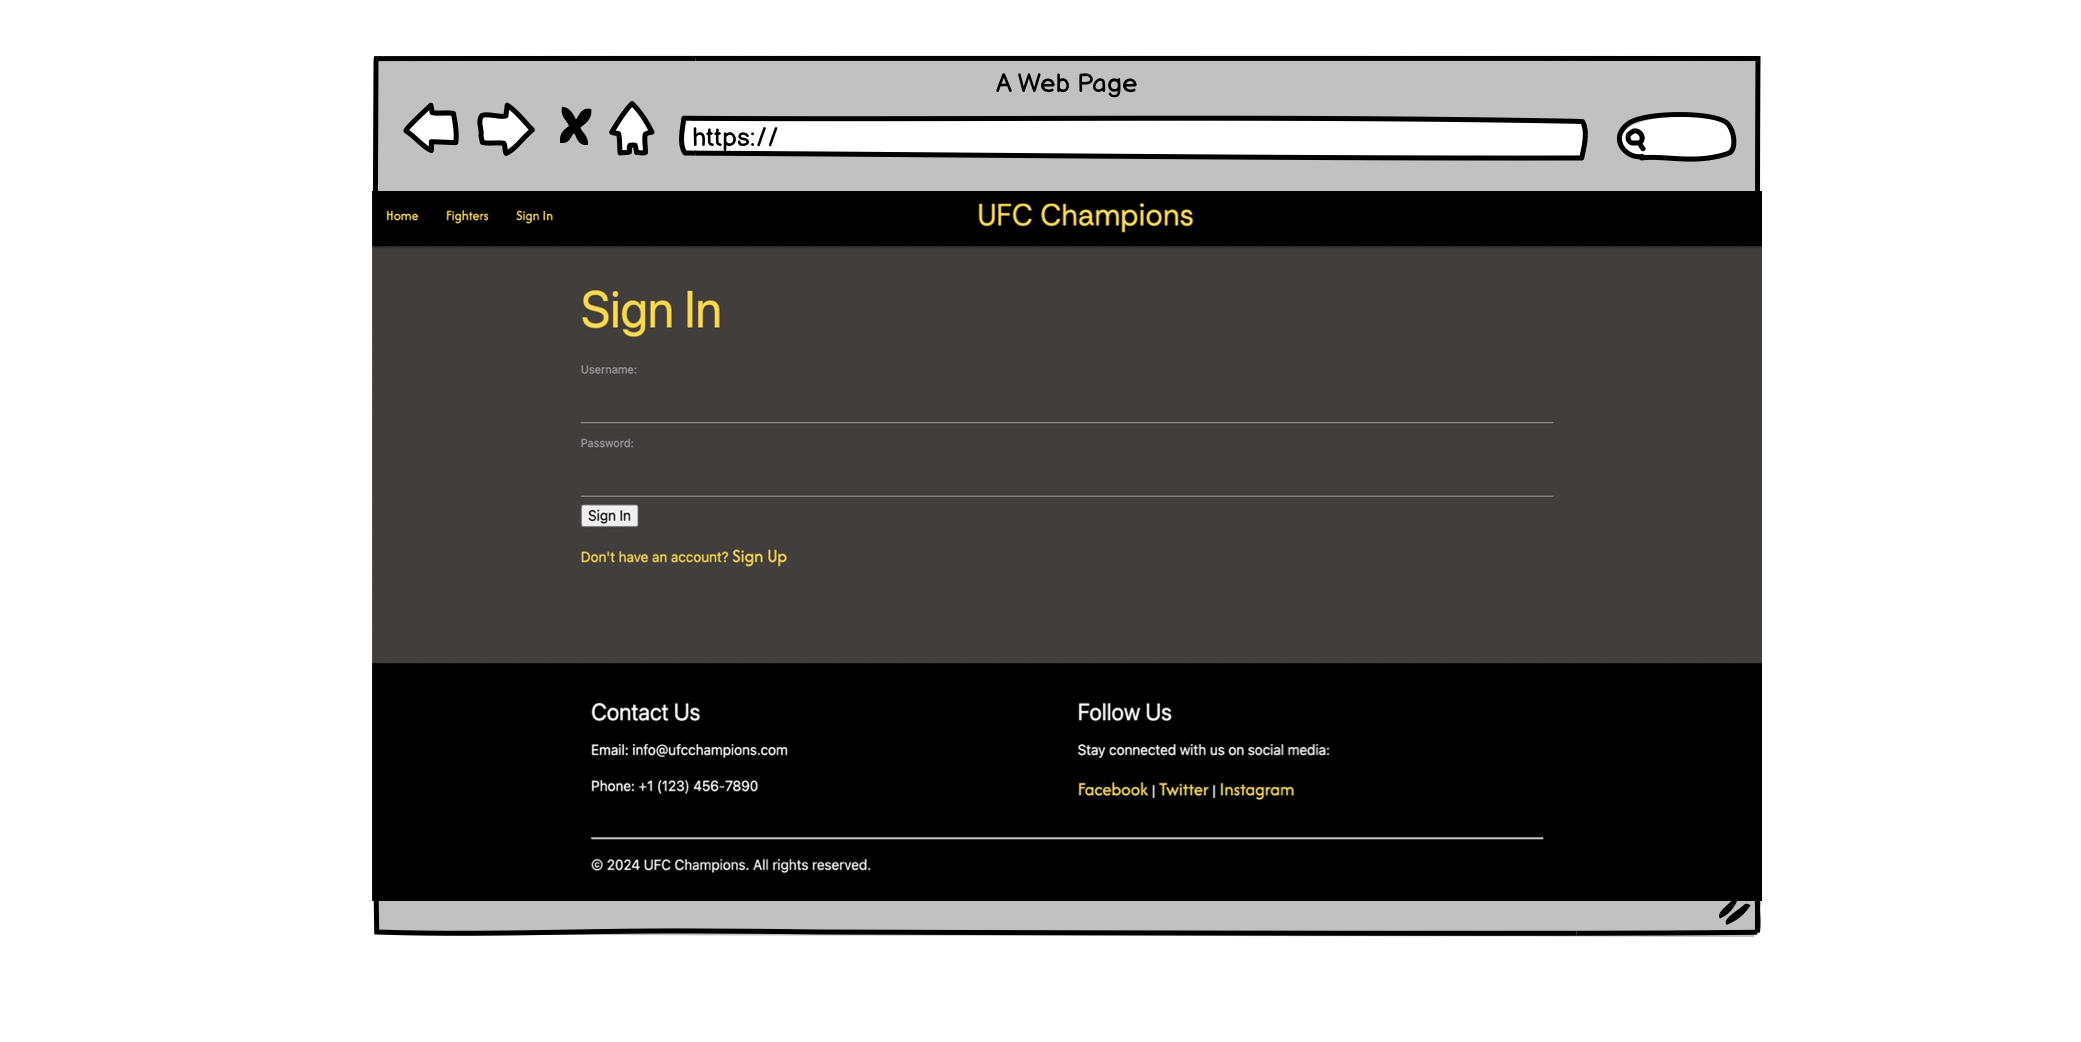 A Web Page
https://
Home Fighters Sign In UFC Champions
Sign In
Username:
Password:
Sign In
Don't have an account? Sign Up
Contact Us
Email: info@ufcchampions.com
Phone: +1 (123) 456-7890
Follow Us
Stay connected with us on social media:
Facebook | Twitter | Instagram
© 2024 UFC Champions. All rights reserved.